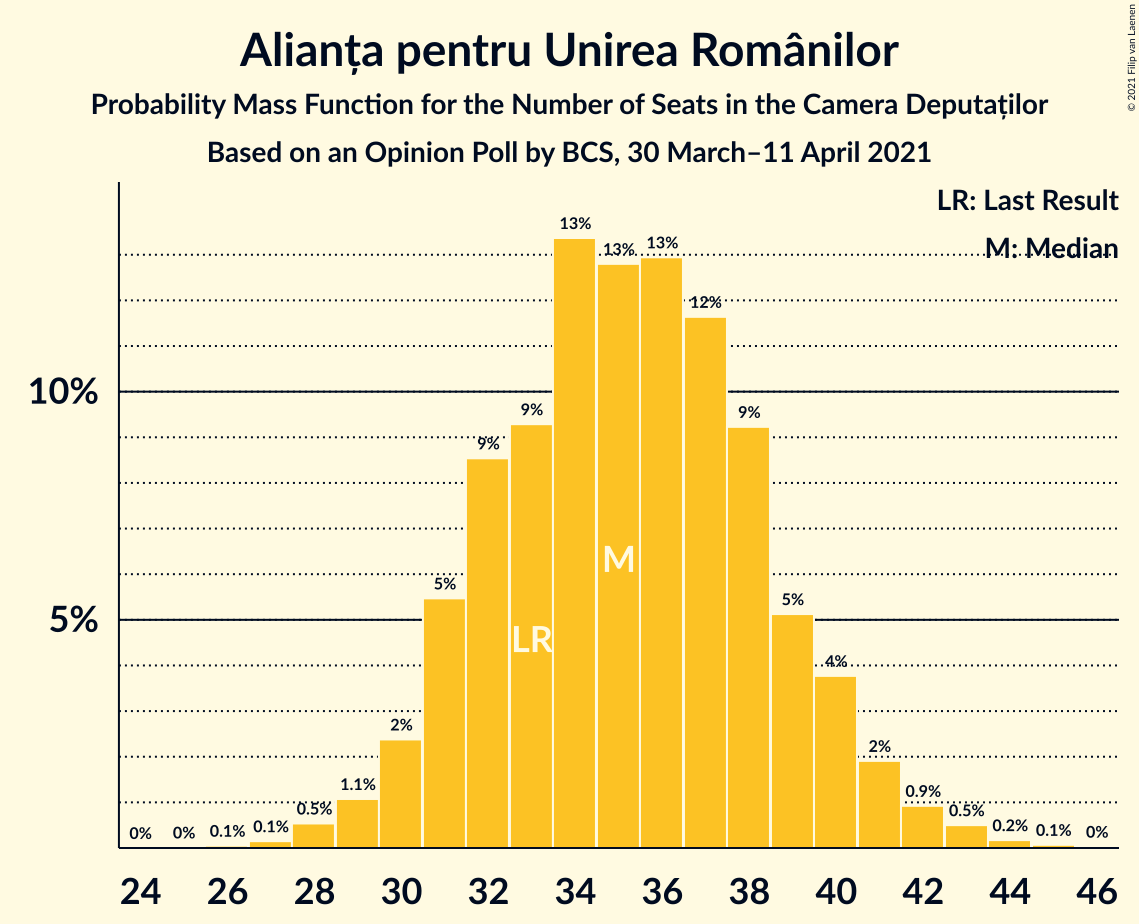 © 2021 Filip van Laenen
Alianța pentru Unirea Românilor
Probability Mass Function for the Number of Seats in the Camera Deputaților
Based on an Opinion Poll by BCS, 30 March–11 April 2021
LR: Last Result
M: Median
10%
5%
0% 0% 0.1% 0.1% 0.5% 1.1% 2% 5% 9% 9% 13% 13% 13% 12% 9% 5% 4% 2% 0.9% 0.5% 0.2% 0.1% 0%
M
LR
24 26 28 30 32 34 36 38 40 42 44 46